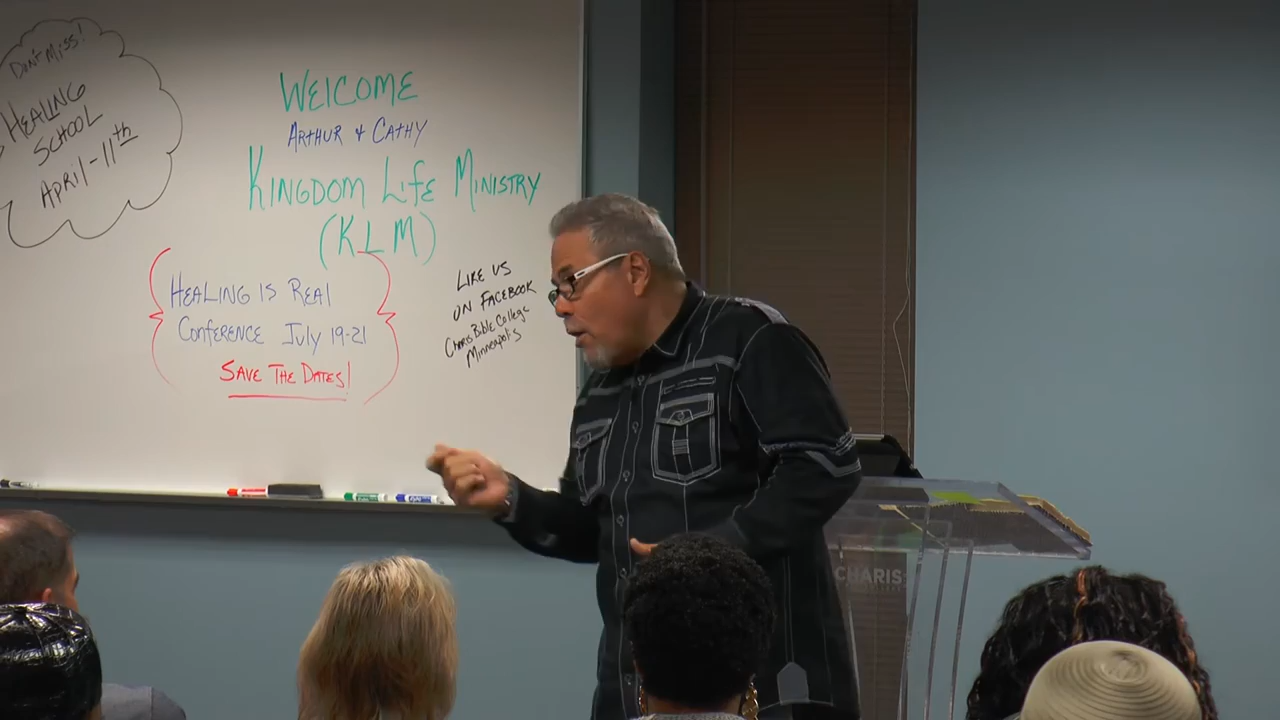 Don't Miss!
HEALING
SCHOOL
APRIL-11th
WELCOME
ARTHUR & CATHY
KINGDOM LIFE MINISTRY
(KLM)
HEALING IS REAL
CONFERENCE JULY 19-21
SAVE THE DATES!
LIKE US
ON FACEBOOK
Charis Bible College
Minneapolis
CHARIS